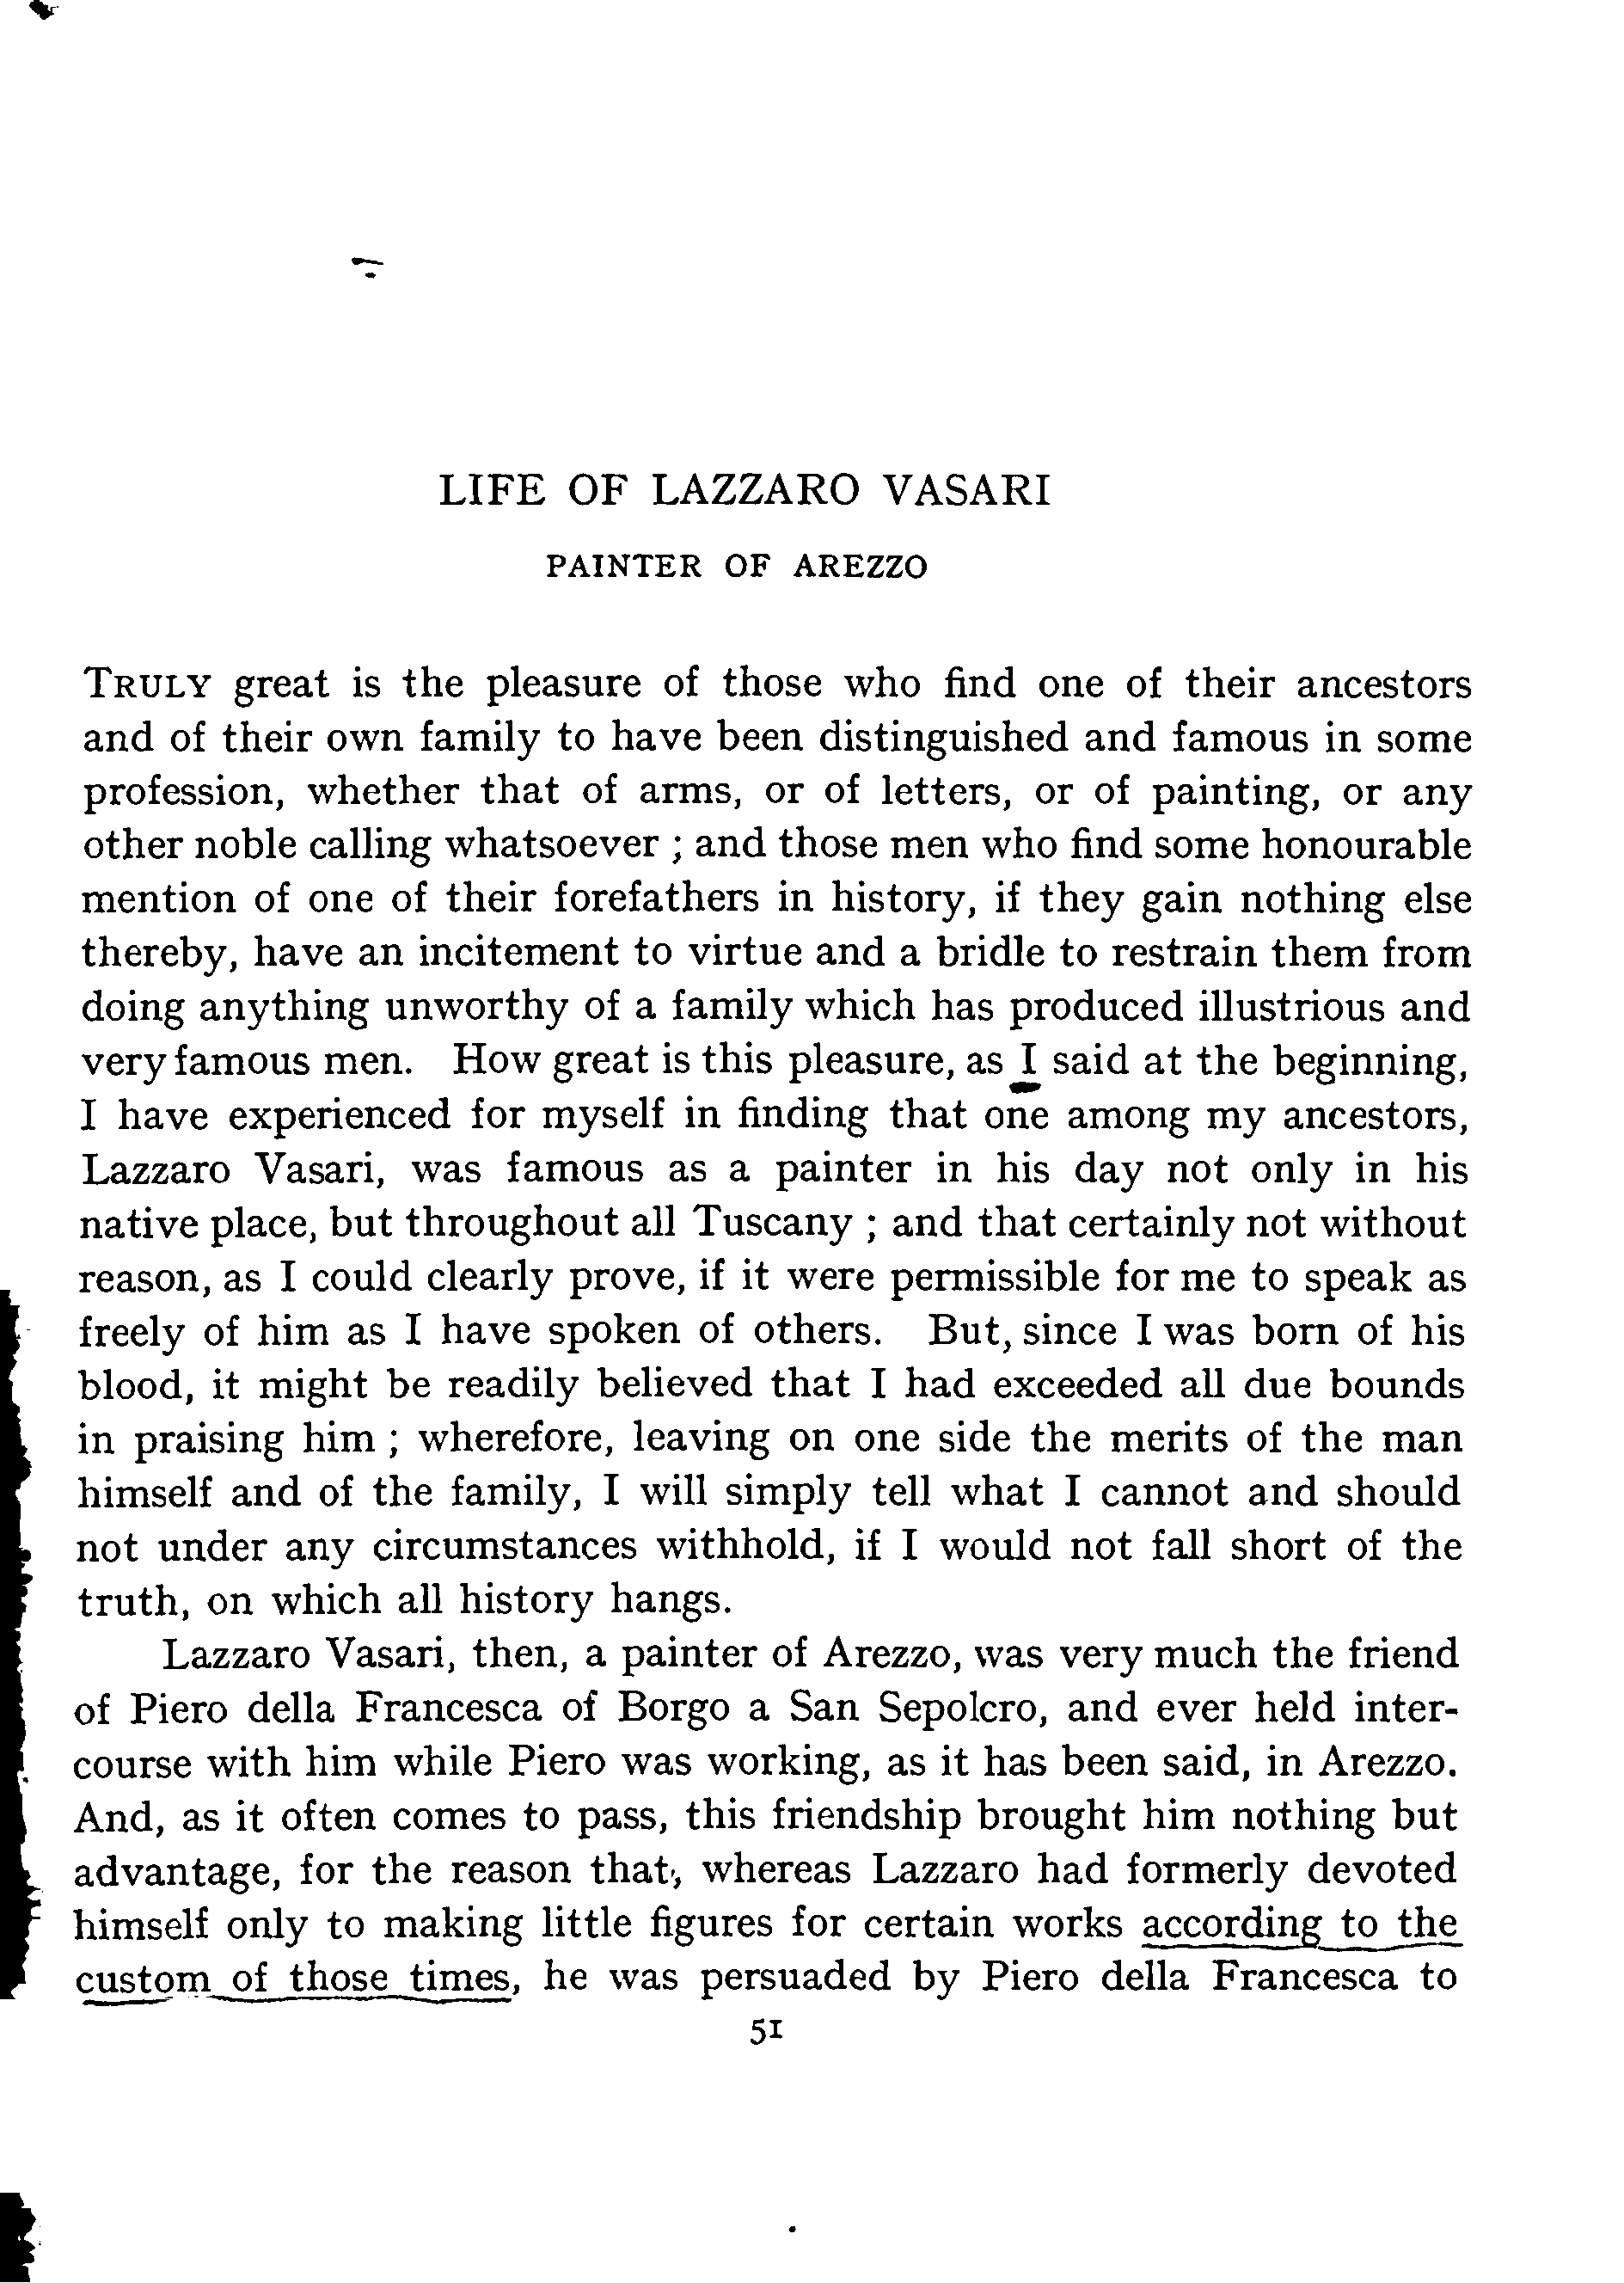 LIFE OF LAZZARO VASARI
PAINTER OF AREZZO
TRULY great is the pleasure of those who find one of their ancestors
and of their own family to have been distinguished and famous in some
profession, whether that of arms, or of letters, or of painting, or any
other noble calling whatsoever ; and those men who find some honourable
mention of one of their forefathers in history, if they gain nothing else
thereby, have an incitement to virtue and a bridle to restrain them from
doing anything unworthy of a family which has produced illustrious and
very famous men. How great is this pleasure, as I said at the beginning,
I have experienced for myself in finding that one among my ancestors,
Lazzaro Vasari, was famous as a painter in his day not only in his
native place, but throughout all Tuscany ; and that certainly not without
reason, as I could clearly prove, if it were permissible for me to speak as
freely of him as I have spoken of others. But, since I was born of his
blood, it might be readily believed that I had exceeded all due bounds
in praising him ; wherefore, leaving on one side the merits of the man
himself and of the family, I will simply tell what I cannot and should
not under any circumstances withhold, if I would not fall short of the
truth, on which all history hangs.
Lazzaro Vasari, then, a painter of Arezzo, was very much the friend
of Piero della Francesca of Borgo a San Sepolcro, and ever held inter-
course with him while Piero was working, as it has been said, in Arezzo.
And, as it often comes to pass, this friendship brought him nothing but
advantage, for the reason that, whereas Lazzaro had formerly devoted
himself only to making little figures for certain works according to the
custom of those times, he was persuaded by Piero della Francesca to
51